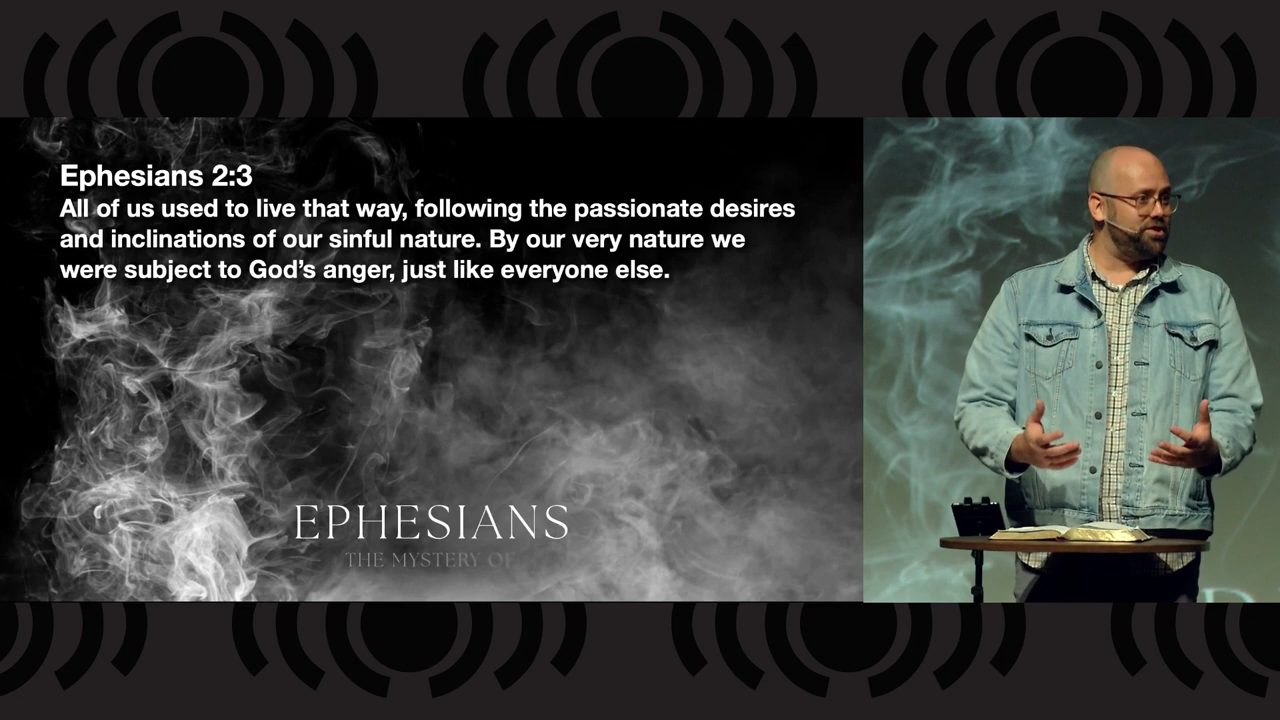 Ephesians 2:3
All of us used to live that way, following the passionate desires
and inclinations of our sinful nature. By our very nature we
were subject to God’s anger, just like everyone else.
EPHESIANS
THE MYSTERY OF